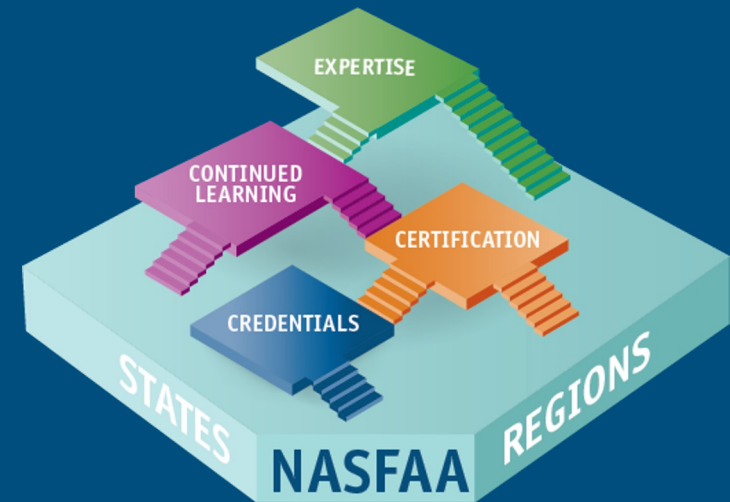 EXPERTISE
CONTINUED
LEARNING
CERTIFICATION
CREDENTIALS
STATES
REGIONS
NASFAA